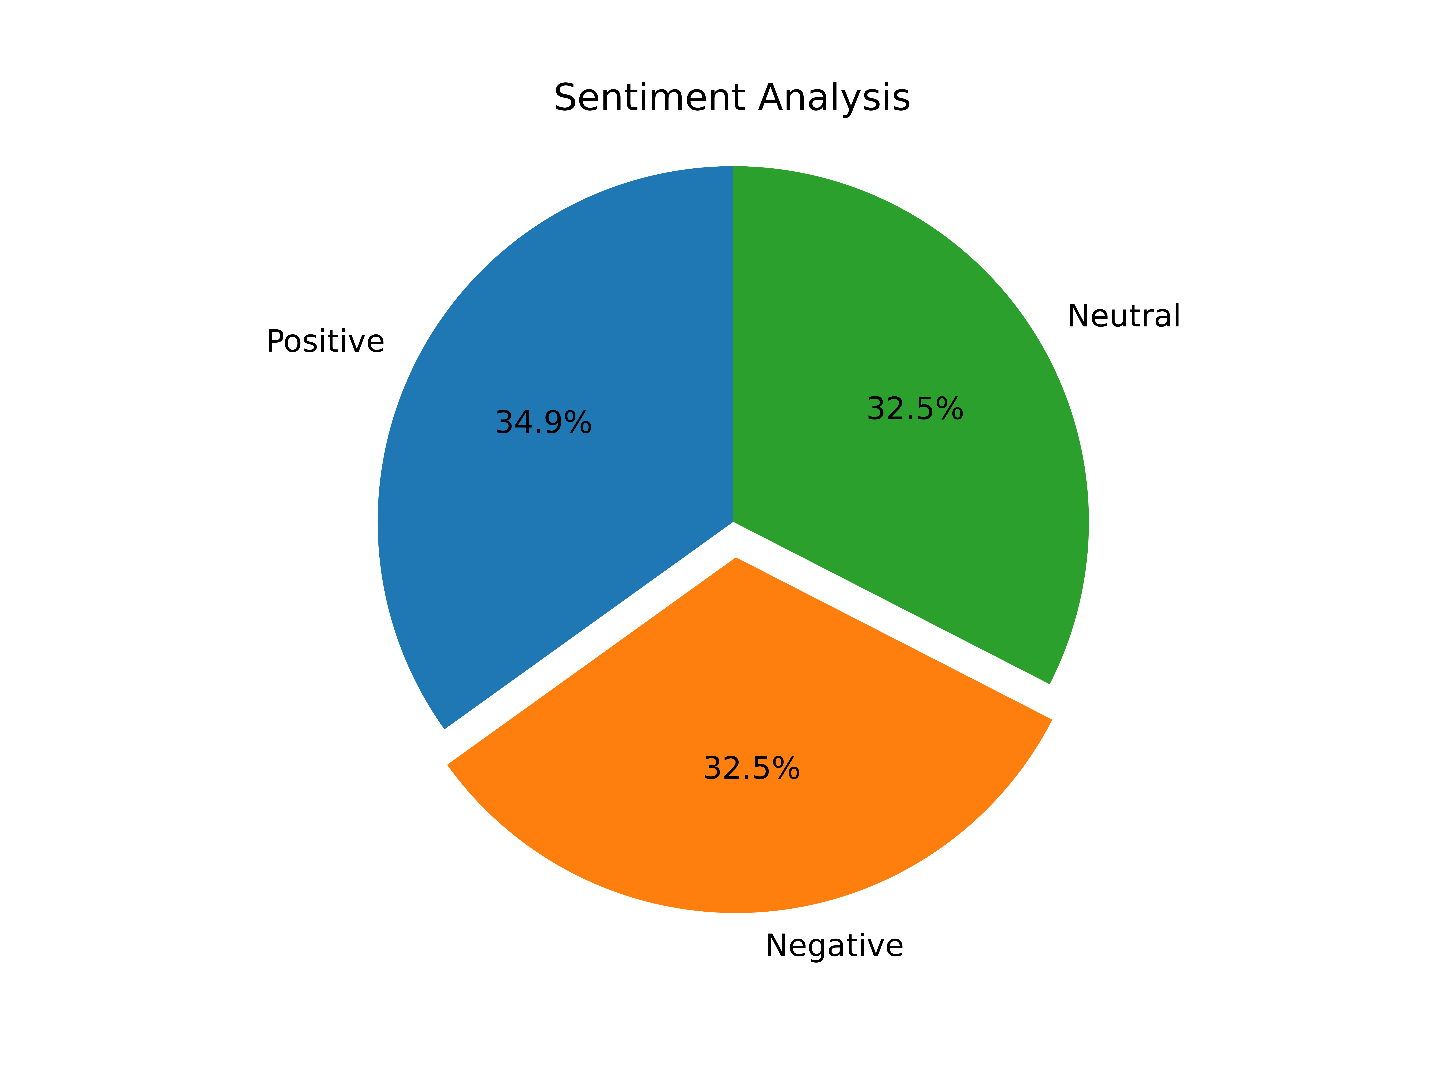 Sentiment Analysis
Neutral
Positive
32.5%
34.9%
32.5%
Negative